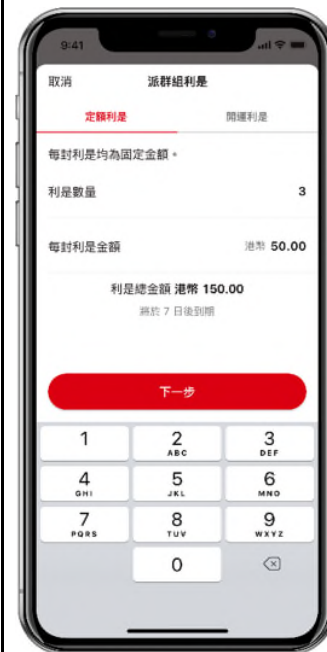 9:41
取消 派群組利是
定額利是 開運利是
每封利是均為固定金額。
利是數量 3
每封利是金額 港幣 50.00
利是總金額 港幣 150.00
將於 7 日後到期
下一步
1 2 3
ABC DEF
4 5 6
GHI JKL MNO
7 8 9
PQRS TUV WXYZ
0